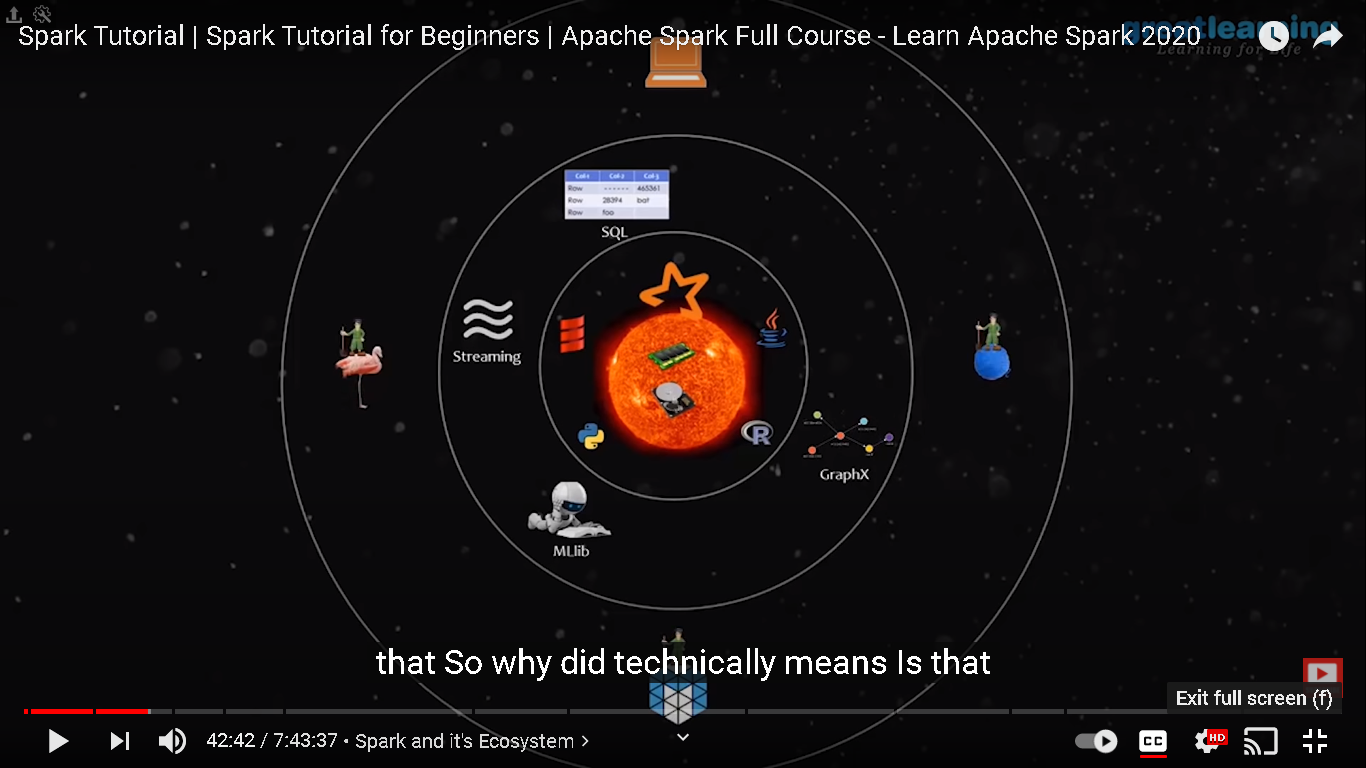 Spark Tutorial | Spark Tutorial for Beginners | Apache Spark Full Course - Learn Apache Spark 2020
greatlearning
Learning for Life
Col-1 Col-2 Col-3
Row ------ 465361
Row 28394 bat
Row foo
SQL
Streaming
R
GraphX
MLlib
that So why did technically means Is that
Exit full screen (f)
42:42 / 7:43:37 • Spark and it's Ecosystem >
CC
HD